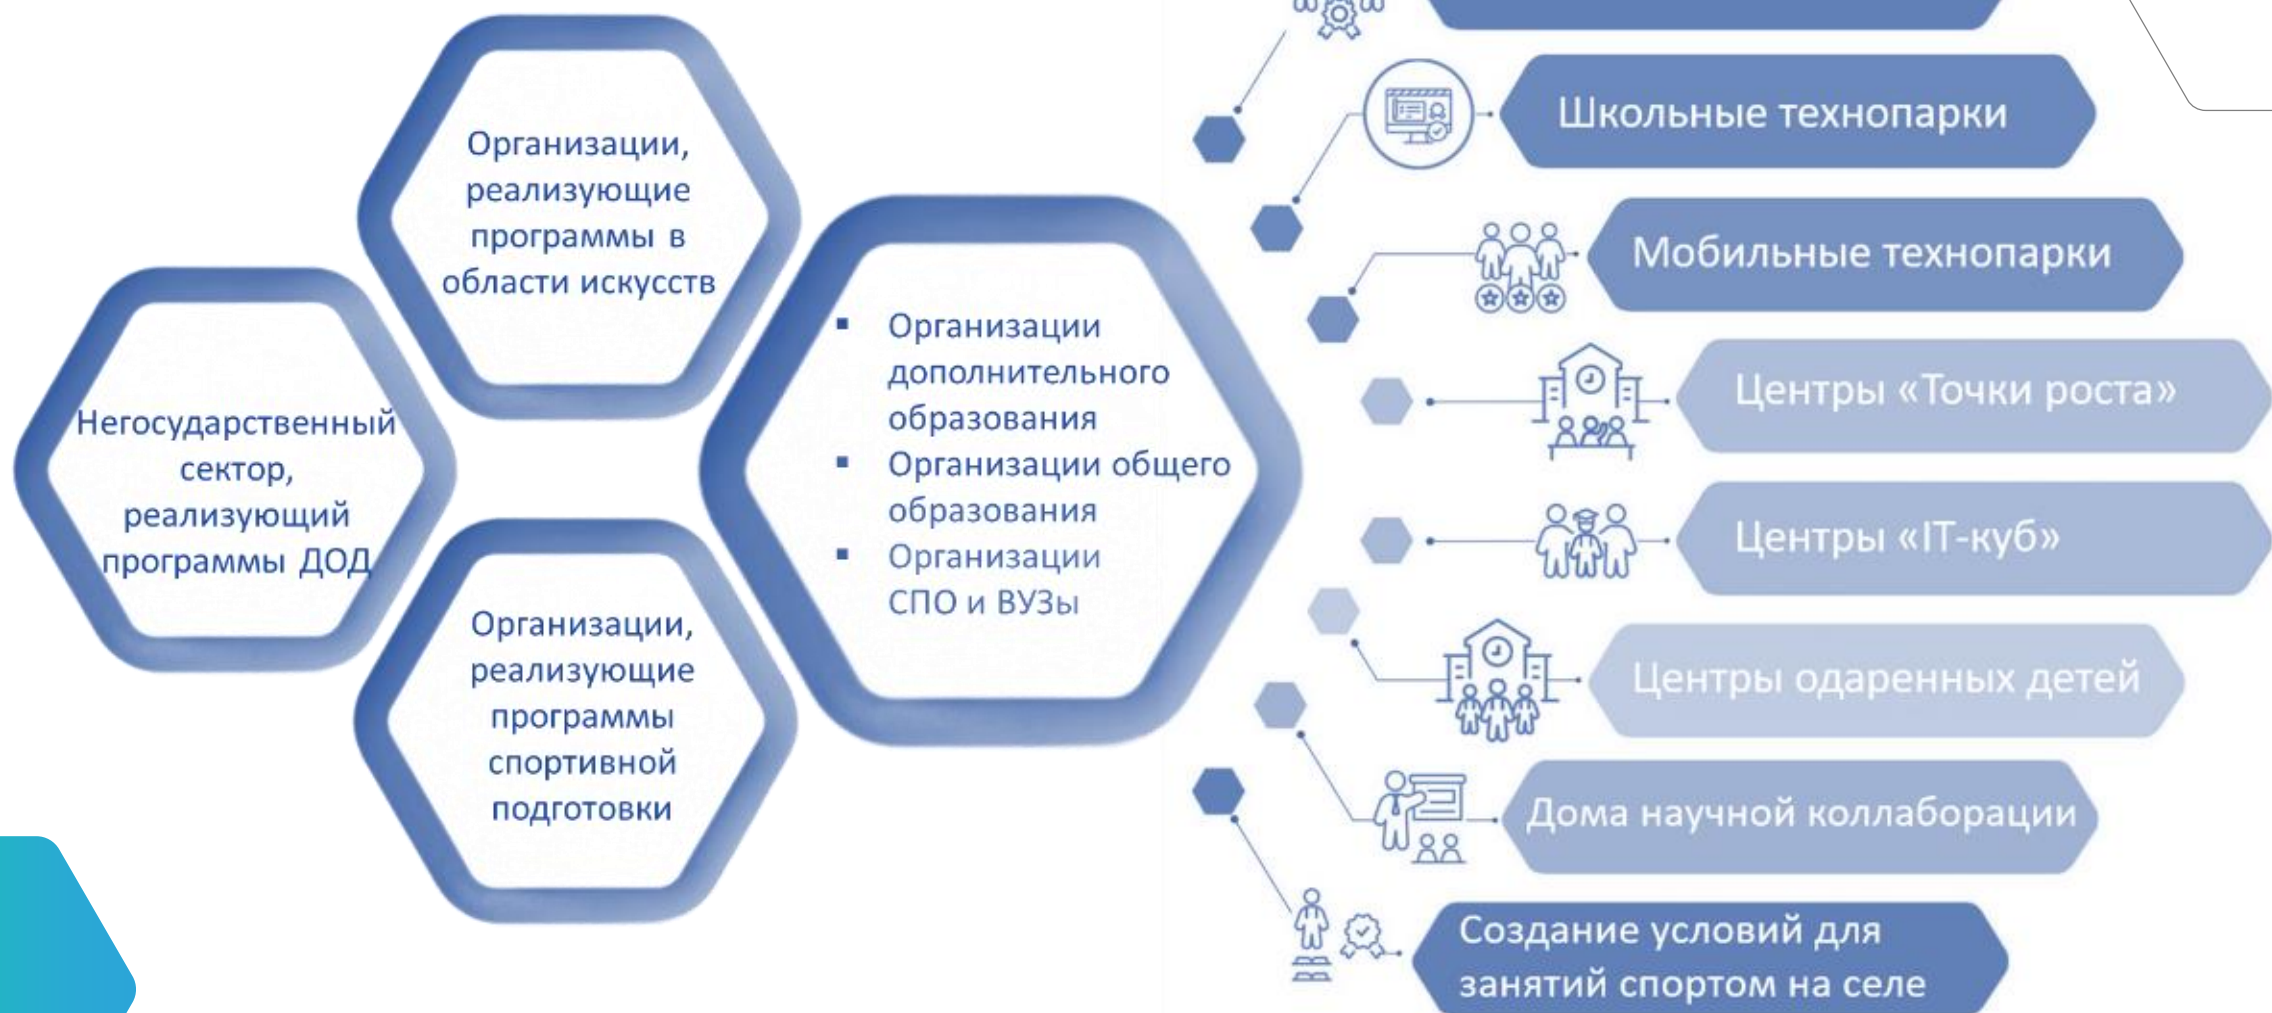 Организации,
реализующие
программы в
области искусств
Негосударственный
сектор,
реализующий
программы ДОД
Организации,
реализующие
программы
спортивной
подготовки
▪ Организации
дополнительного
образования
▪ Организации общего
образования
▪ Организации
СПО и ВУЗы
Школьные технопарки
Мобильные технопарки
Центры «Точки роста»
Центры «IT-куб»
Центры одаренных детей
Дома научной коллаборации
Создание условий для
занятий спортом на селе